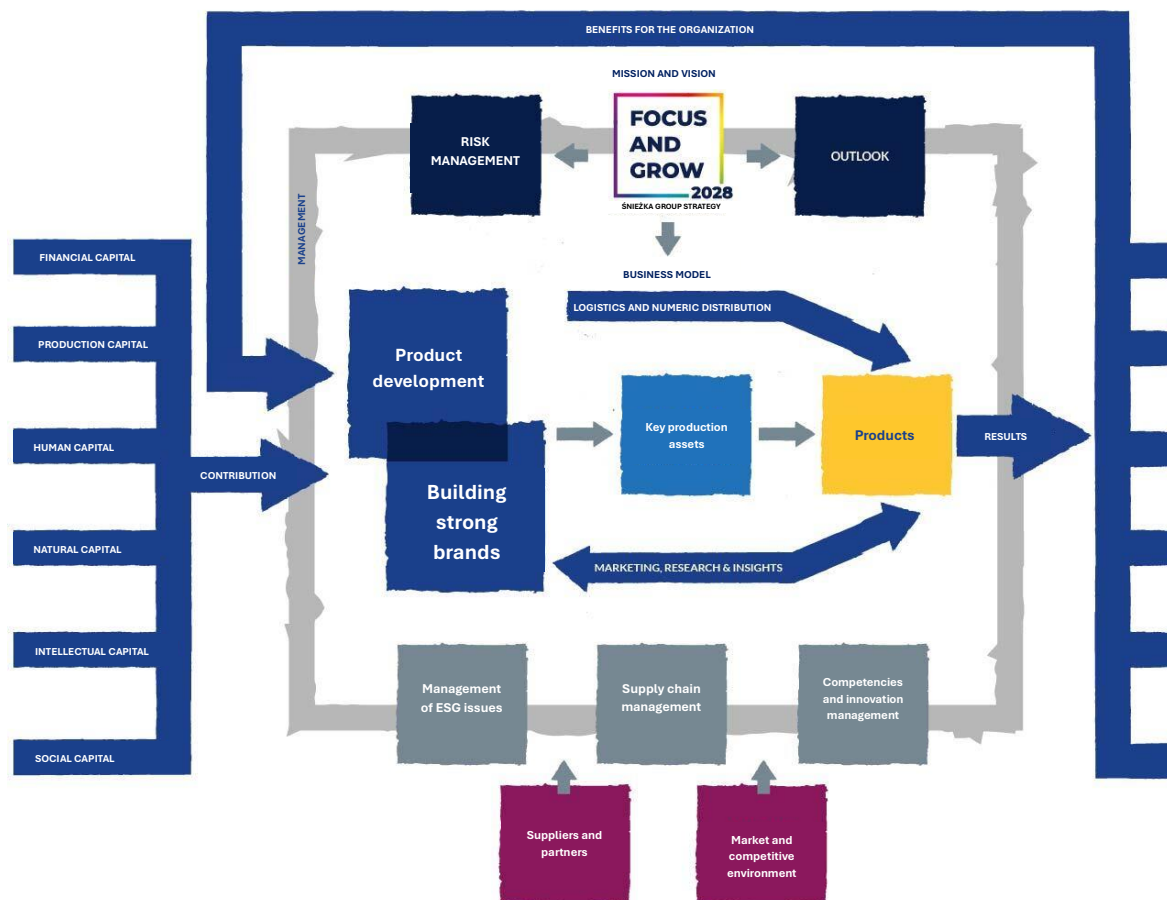 BENEFITS FOR THE ORGANIZATION
MISSION AND VISION
RISK
MANAGEMENT
FOCUS
AND
GROW
2028
ŚNIEŻKA GROUP STRATEGY
OUTLOOK
MANAGEMENT
FINANCIAL CAPITAL
PRODUCTION CAPITAL
HUMAN CAPITAL
NATURAL CAPITAL
INTELLECTUAL CAPITAL
SOCIAL CAPITAL
CONTRIBUTION
BUSINESS MODEL
LOGISTICS AND NUMERIC DISTRIBUTION
Product
development
Building
strong
brands
Key production
assets
Products
RESULTS
MARKETING, RESEARCH & INSIGHTS
Management
of ESG issues
Supply chain
management
Competencies
and innovation
management
Suppliers and
partners
Market and
competitive
environment